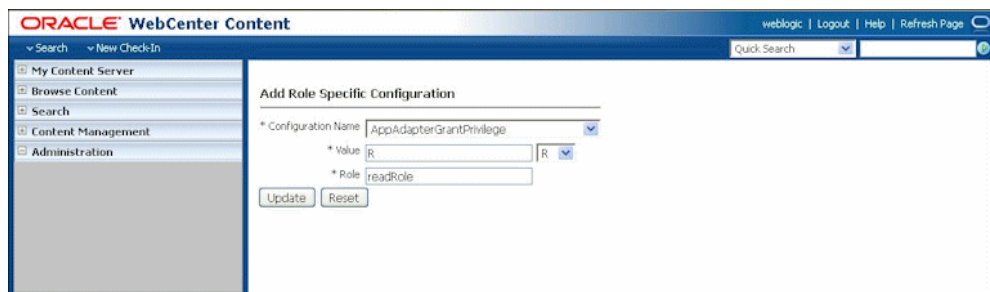 ORACLE WebCenter Content
weblogic | Logout | Help | Refresh Page
Search New Check-In
Quick Search
My Content Server
Browse Content
Search
Content Management
Administration
Add Role Specific Configuration
* Configuration Name AppAdapterGrantPrivilege
* Value R R
* Role readRole
Update Reset